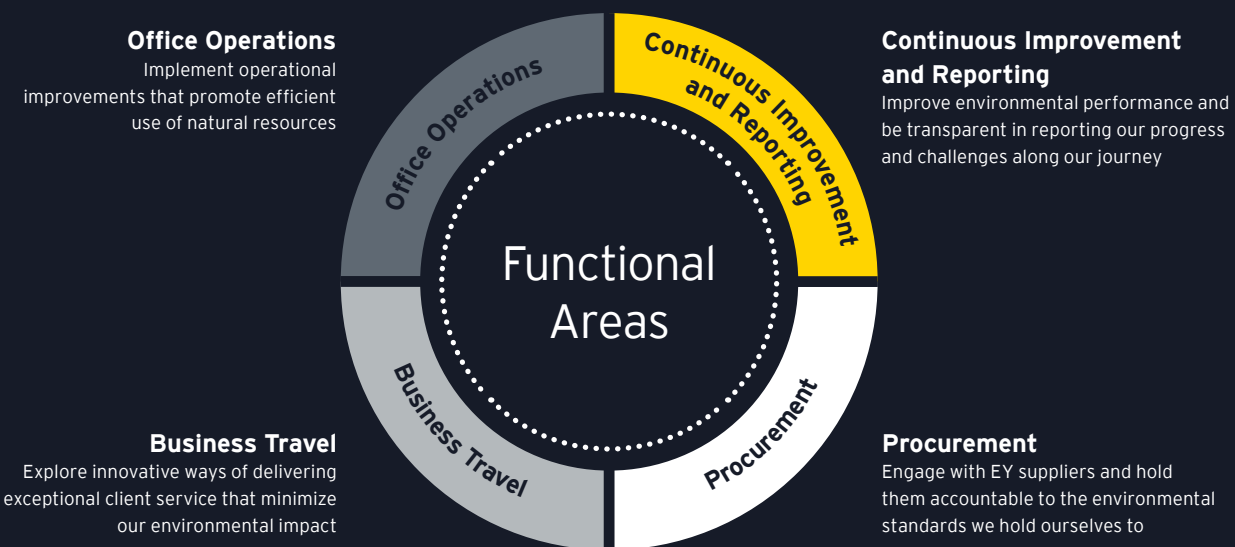 Office Operations
Implement operational
improvements that promote efficient
use of natural resources
Continuous Improvement
and Reporting
Improve environmental performance and
be transparent in reporting our progress
and challenges along our journey
Office Operations
Continuous Improvement
and Reporting
Functional
Areas
Business Travel
Procurement
Business Travel
Explore innovative ways of delivering
exceptional client service that minimize
our environmental impact
Procurement
Engage with EY suppliers and hold
them accountable to the environmental
standards we hold ourselves to